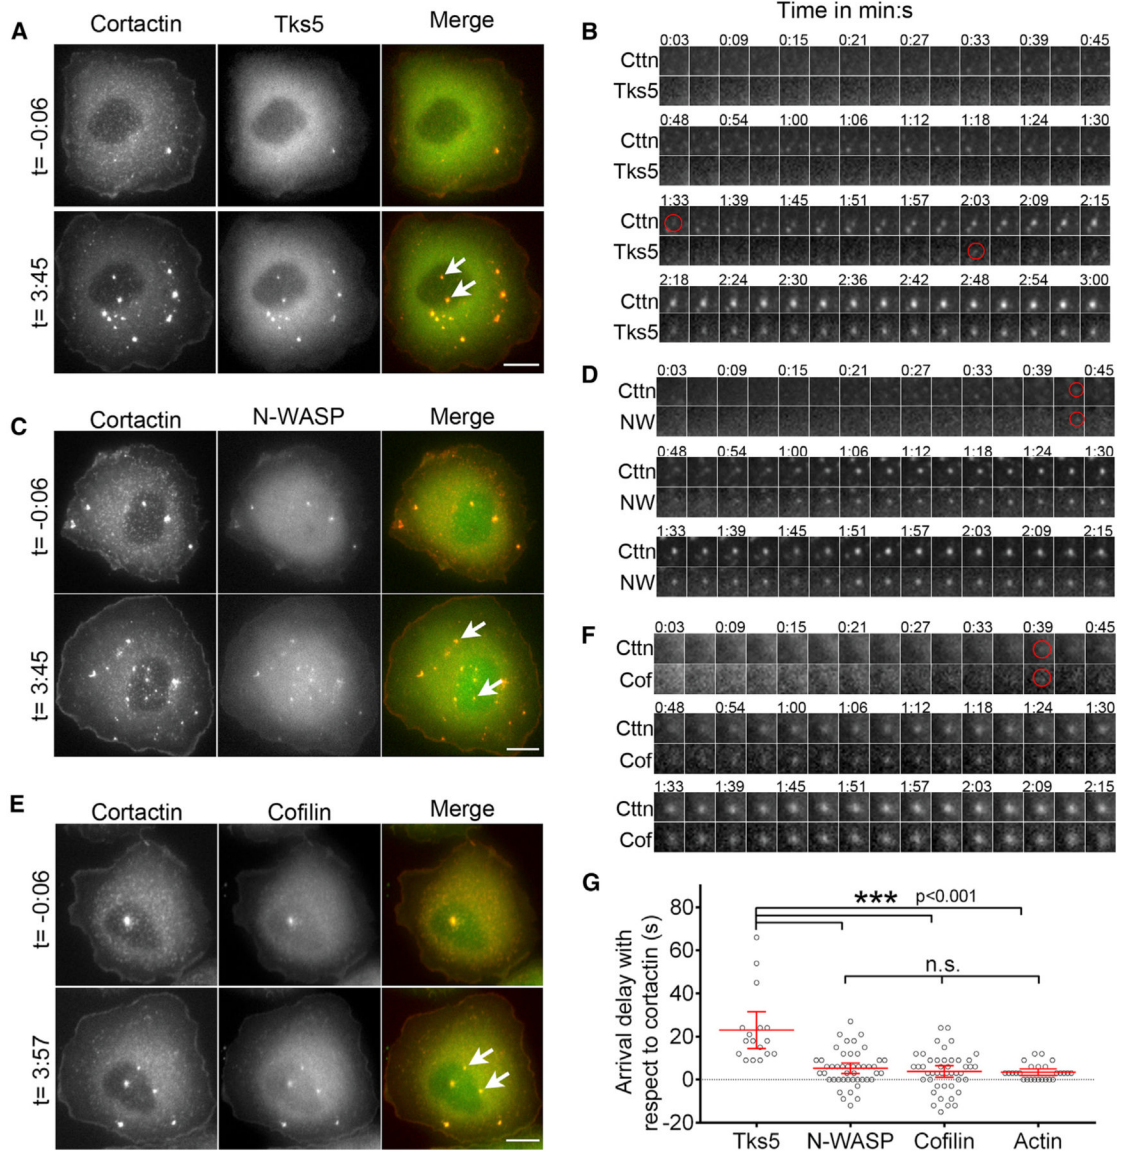 A
Cortactin Tks5 Merge
t= -0:06
t= 3:45
B
Time in min:s
0:03 0:09 0:15 0:21 0:27 0:33 0:39 0:45
Cttn
Tks5
0:48 0:54 1:00 1:06 1:12 1:18 1:24 1:30
Cttn
Tks5
1:33 1:39 1:45 1:51 1:57 2:03 2:09 2:15
Cttn
Tks5
2:18 2:24 2:30 2:36 2:42 2:48 2:54 3:00
Cttn
Tks5
C
Cortactin N-WASP Merge
t= -0:06
t= 3:45
D
0:03 0:09 0:15 0:21 0:27 0:33 0:39 0:45
Cttn
NW
0:48 0:54 1:00 1:06 1:12 1:18 1:24 1:30
Cttn
NW
1:33 1:39 1:45 1:51 1:57 2:03 2:09 2:15
Cttn
NW
E
Cortactin Cofilin Merge
t= -0:06
t= 3:57
F
0:03 0:09 0:15 0:21 0:27 0:33 0:39 0:45
Cttn
Cof
0:48 0:54 1:00 1:06 1:12 1:18 1:24 1:30
Cttn
Cof
1:33 1:39 1:45 1:51 1:57 2:03 2:09 2:15
Cttn
Cof
G
Arrival delay with
respect to cortactin (s)
80
60
40
20
0
-20
*** p<0.001
n.s.
Tks5 N-WASP Cofilin Actin